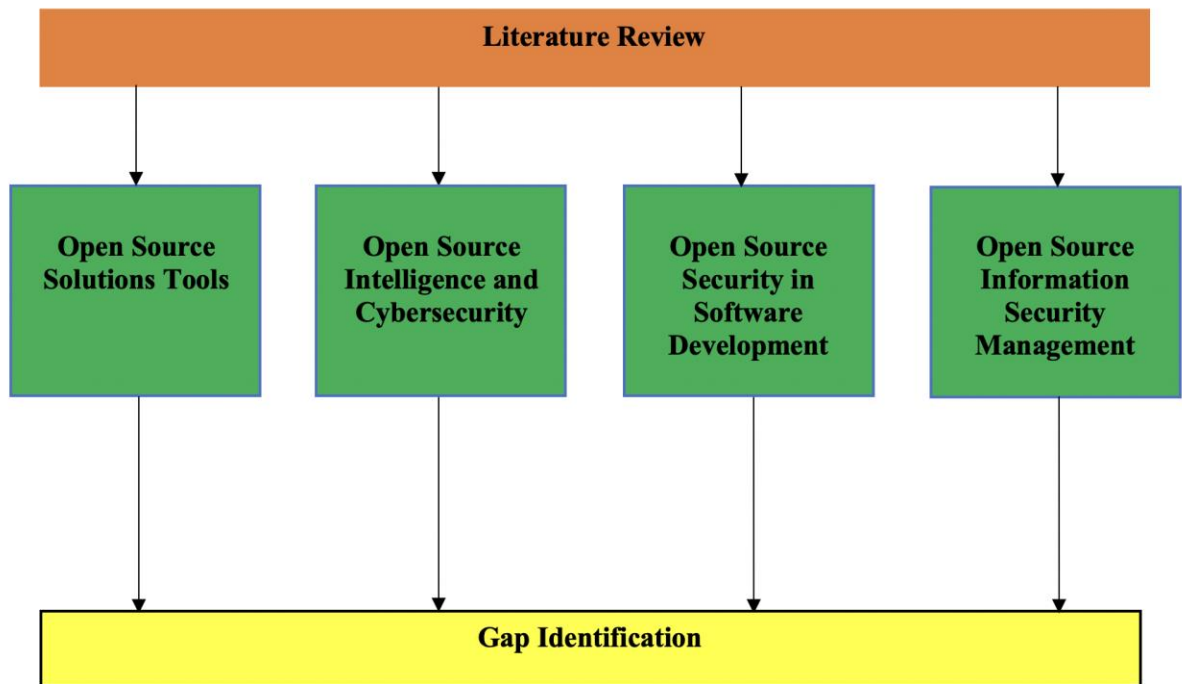 Literature Review
Open Source
Solutions Tools
Open Source
Intelligence and
Cybersecurity
Open Source
Security in
Software
Development
Open Source
Information
Security
Management
Gap Identification